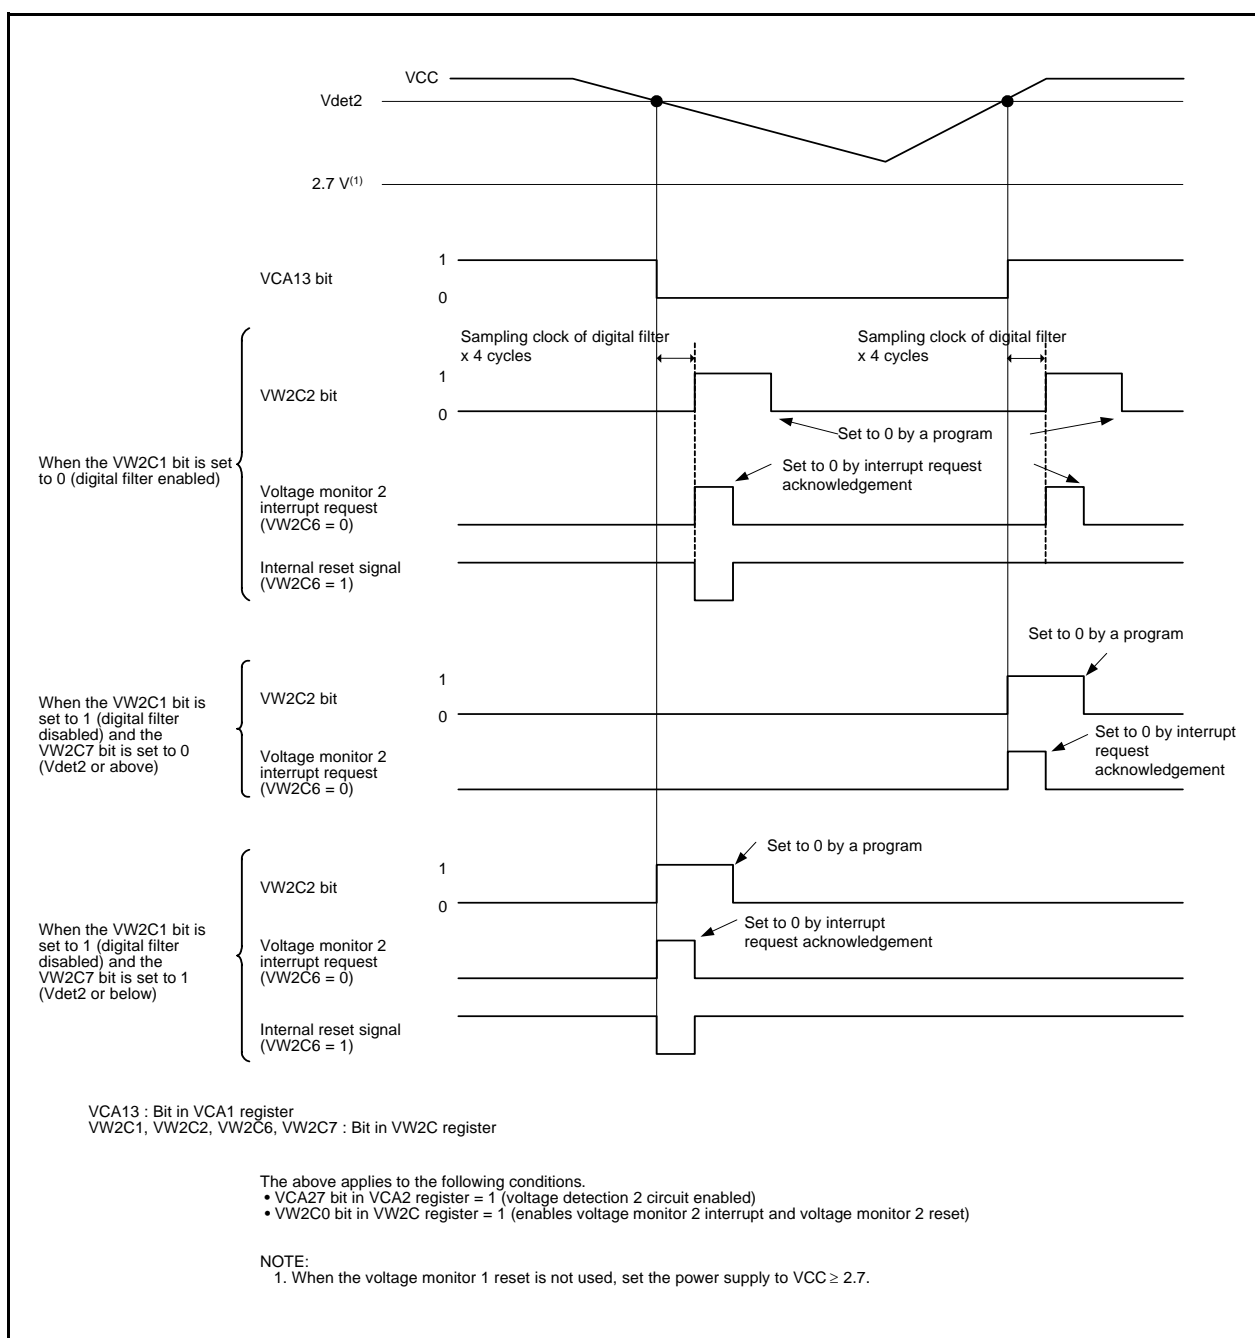 VCC
Vdet2
2.7 V(1)
VCA13 bit
1
0
When the VW2C1 bit is set
to 0 (digital filter enabled)
Sampling clock of digital filter
x 4 cycles
Sampling clock of digital filter
x 4 cycles
VW2C2 bit
1
0
Set to 0 by a program
Set to 0 by interrupt request
acknowledgement
Voltage monitor 2
interrupt request
(VW2C6 = 0)
Internal reset signal
(VW2C6 = 1)
When the VW2C1 bit is
set to 1 (digital filter
disabled) and the
VW2C7 bit is set to 0
(Vdet2 or above)
Set to 0 by a program
VW2C2 bit
1
0
Voltage monitor 2
interrupt request
(VW2C6 = 0)
Set to 0 by interrupt
request
acknowledgement
When the VW2C1 bit is
set to 1 (digital filter
disabled) and the
VW2C7 bit is set to 1
(Vdet2 or below)
Set to 0 by a program
VW2C2 bit
1
0
Voltage monitor 2
interrupt request
(VW2C6 = 0)
Set to 0 by interrupt
request acknowledgement
Internal reset signal
(VW2C6 = 1)
VCA13 : Bit in VCA1 register
VW2C1, VW2C2, VW2C6, VW2C7 : Bit in VW2C register
The above applies to the following conditions.
• VCA27 bit in VCA2 register = 1 (voltage detection 2 circuit enabled)
• VW2C0 bit in VW2C register = 1 (enables voltage monitor 2 interrupt and voltage monitor 2 reset)
NOTE:
1. When the voltage monitor 1 reset is not used, set the power supply to VCC ≥ 2.7.